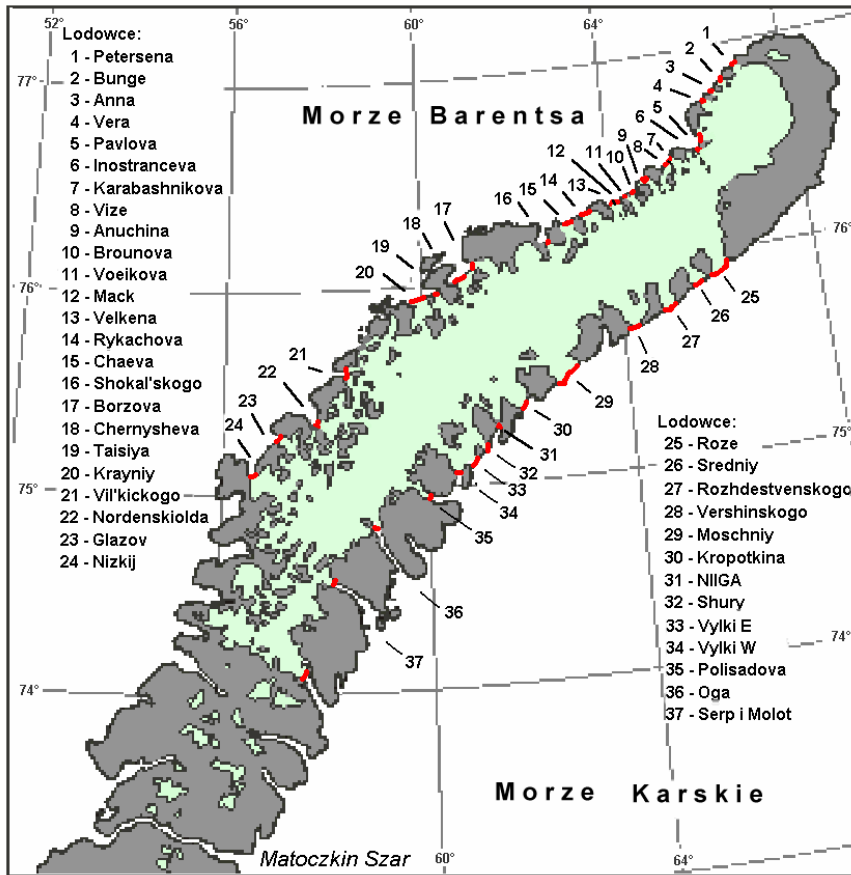 52°
56°
60°
64°
Lodowce:
1 - Petersena
2 - Bunge
3 - Anna
4 - Vera
5 - Pavlova
6 - Inostranceva
7 - Karabashnikova
8 - Vize
9 - Anuchina
10 - Brounova
11 - Voeikova
12 - Mack
13 - Velkena
14 - Rykachova
15 - Chaeva
16 - Shokal'skogo
17 - Borzova
18 - Chernysheva
19 - Taisiya
20 - Krayniy
21 - Vil'kickogo
22 - Nordenskiolda
23 - Glazov
24 - Nizkij
77°
Morze Barentsa
1
2
3
4
5
6
7
8
9
10
11
12
13
14
15
16
17
18
19
20
21
22
23
24
76°
76°
75°
75°
74°
74°
25
26
27
28
29
30
31
32
33
34
35
36
37
Lodowce:
25 - Roze
26 - Sredniy
27 - Rozhdestvenskogo
28 - Vershinskogo
29 - Moschniy
30 - Kropotkina
31 - NIIGA
32 - Shury
33 - Vylki E
34 - Vylki W
35 - Polisadova
36 - Oga
37 - Serp i Molot
Morze Karskie
Matoczkin Szar
60°
64°